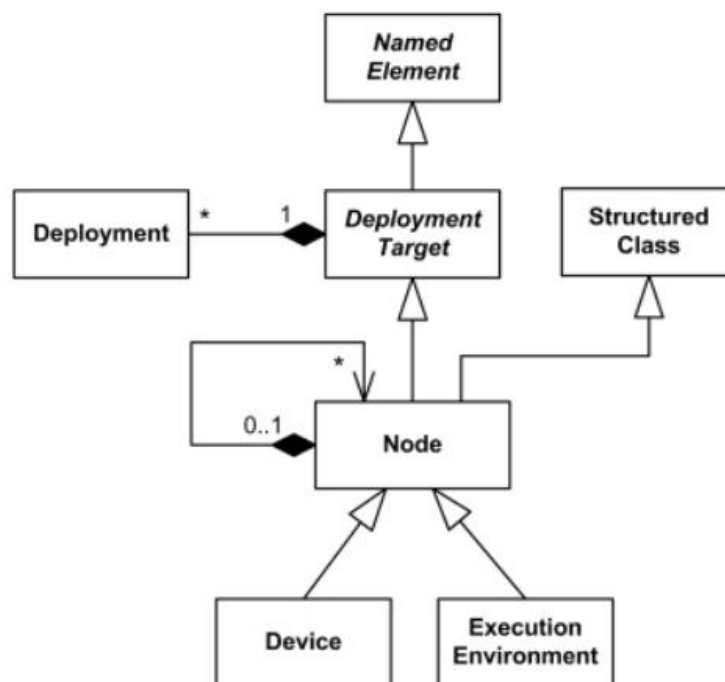 Named
Element
Deployment
*
1
Deployment
Target
Structured
Class
*
0..1
Node
Device
Execution
Environment